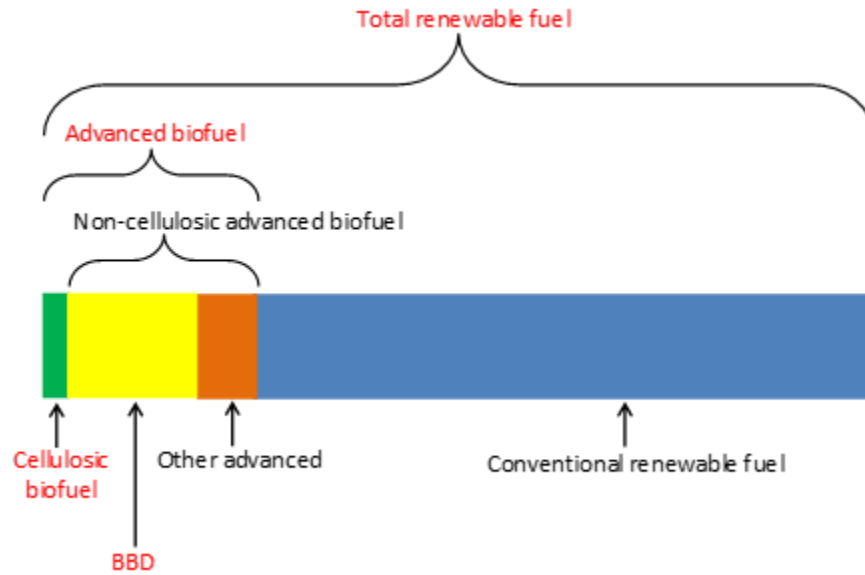 Total renewable fuel
Advanced biofuel
Non-cellulosic advanced biofuel
Cellulosic
biofuel
Other advanced
Conventional renewable fuel
BBD